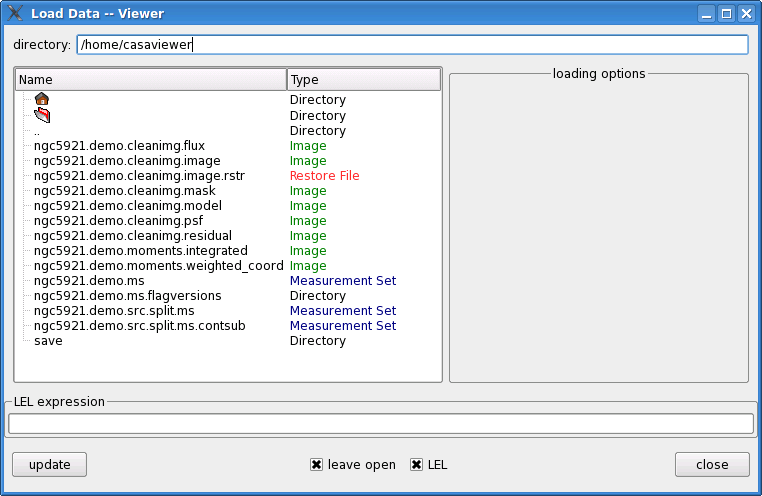 Load Data -- Viewer
directory: /home/casaviewer
Name Type
Directory
Directory
.. Directory
ngc5921.demo.cleanimg.flux Image
ngc5921.demo.cleanimg.image Image
ngc5921.demo.cleanimg.image.rstr Restore File
ngc5921.demo.cleanimg.mask Image
ngc5921.demo.cleanimg.model Image
ngc5921.demo.cleanimg.psf Image
ngc5921.demo.cleanimg.residual Image
ngc5921.demo.moments.integrated Image
ngc5921.demo.moments.weighted_coord Image
ngc5921.demo.ms Measurement Set
ngc5921.demo.ms.flagversions Directory
ngc5921.demo.src.split.ms Measurement Set
ngc5921.demo.src.split.ms.contsub Measurement Set
save Directory
loading options
LEL expression
update leave open LEL close